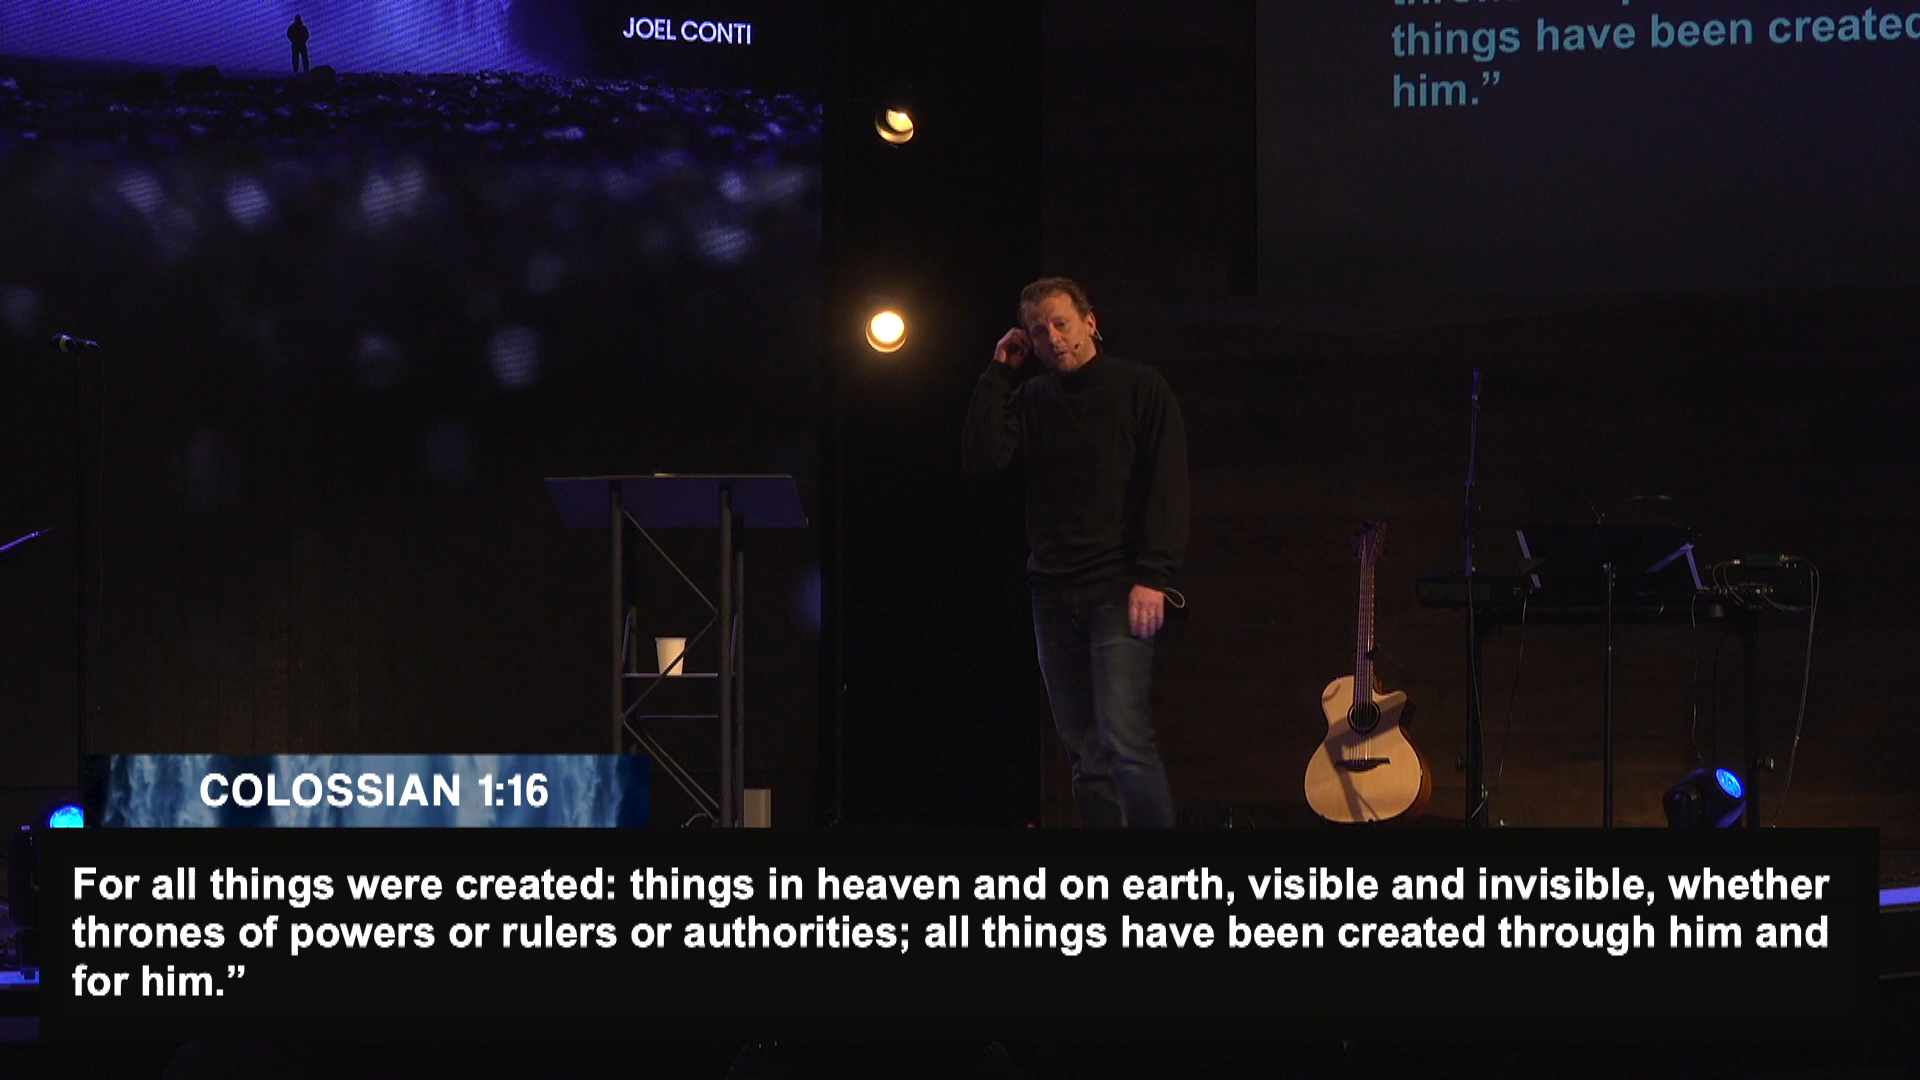 JOEL CONTI
things have been created
him.”
COLOSSIAN 1:16
For all things were created: things in heaven and on earth, visible and invisible, whether
thrones of powers or rulers or authorities; all things have been created through him and
for him.”